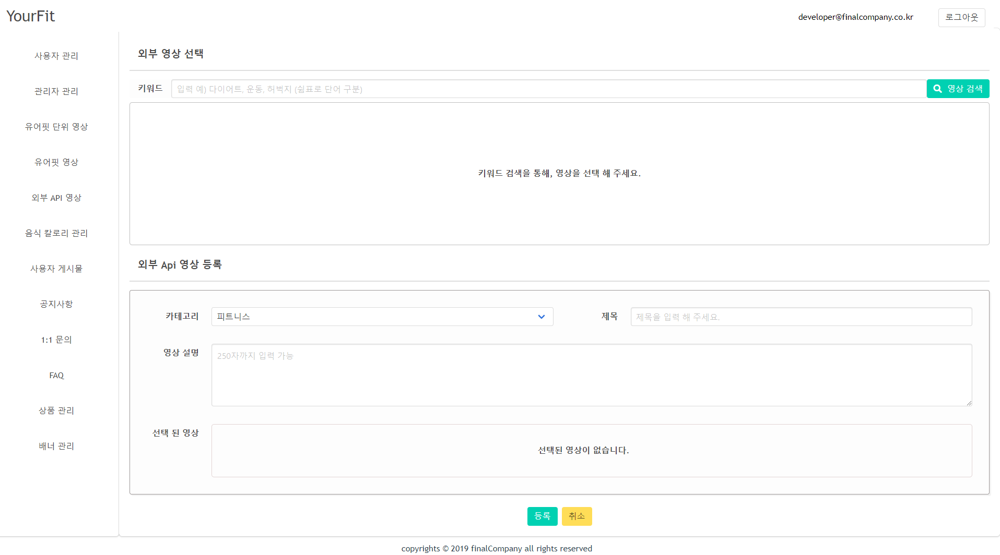 YourFit
developer@finalcompany.co.kr
로그아웃
사용자 관리
관리자 관리
유어핏 단위 영상
유어핏 영상
외부 API 영상
음식 칼로리 관리
사용자 게시물
공지사항
1:1 문의
FAQ
상품 관리
배너 관리
외부 영상 선택
키워드
입력 예) 다이어트, 운동, 허벅지 (쉼표로 단어 구분)
영상 검색
키워드 검색을 통해, 영상을 선택 해 주세요.
외부 Api 영상 등록
카테고리
피트니스
제목
제목을 입력 해 주세요.
영상 설명
250자까지 입력 가능
선택 된 영상
선택된 영상이 없습니다.
등록
취소
copyrights © 2019 finalCompany all rights reserved